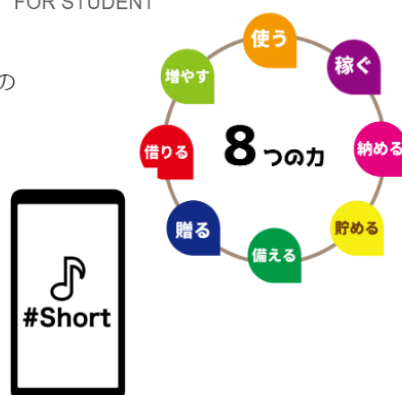 FOR STUDENT
の
使う
稼ぐ
納める
貯める
備える
贈る
借りる
増やす
8つの力
#Short